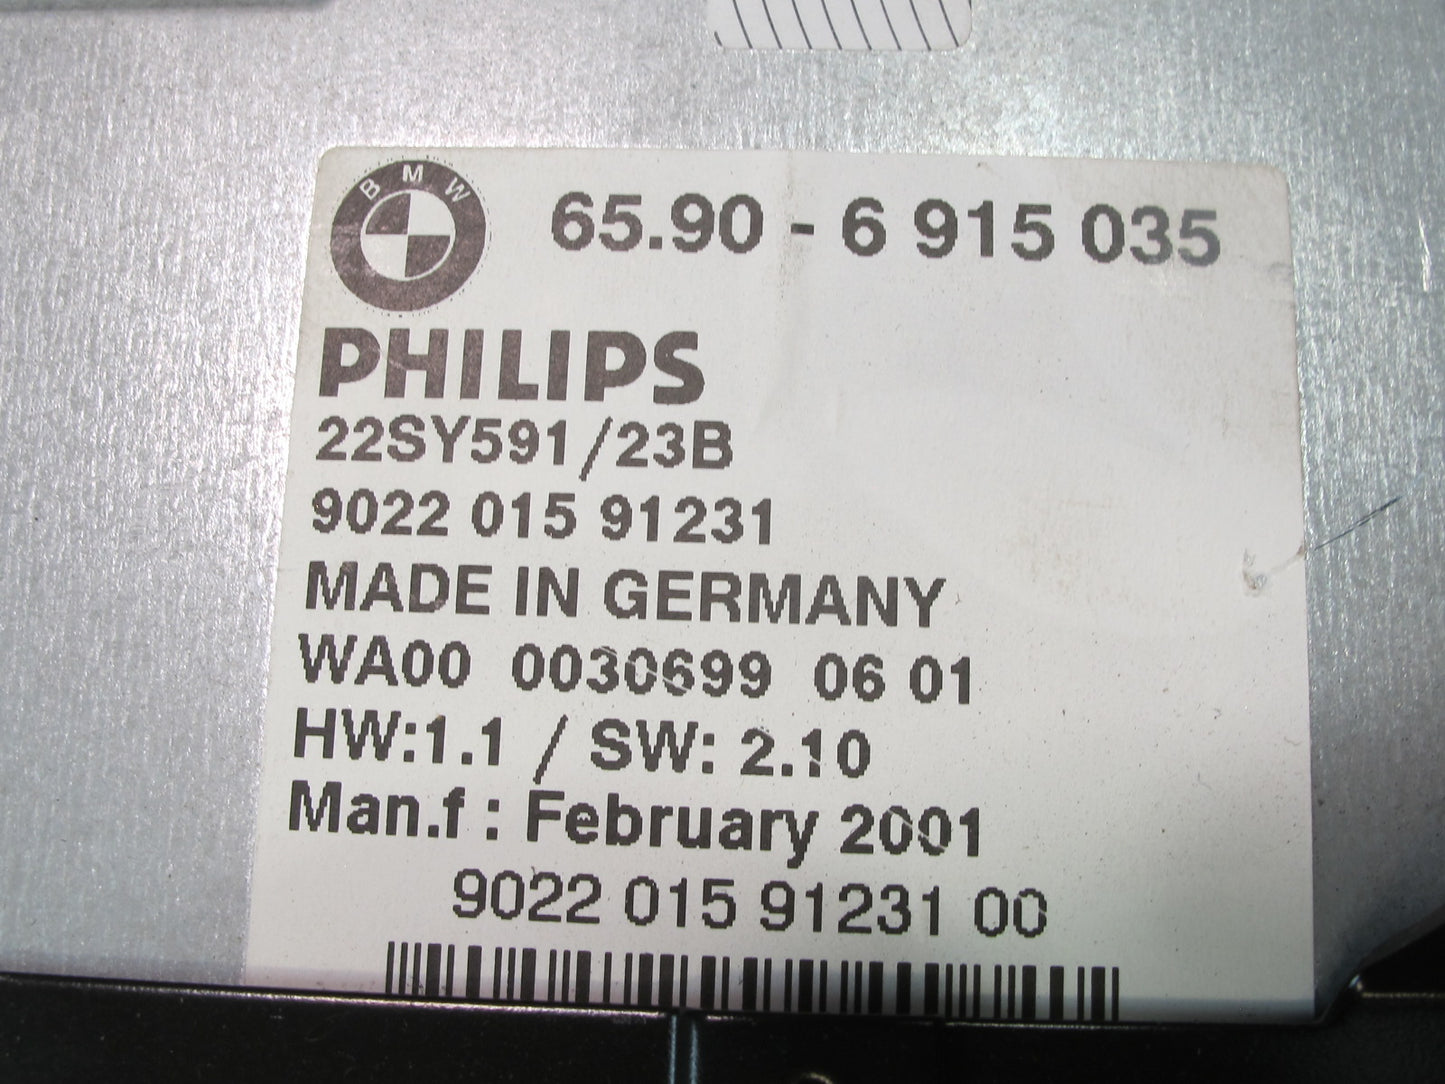 BMW
65.90 - 6 915 035
PHILIPS
22SY591/23B
9022 015 91231
MADE IN GERMANY
WA00 0030699 06 01
HW:1.1 / SW: 2.10
Man.f : February 2001
9022 015 91231 00